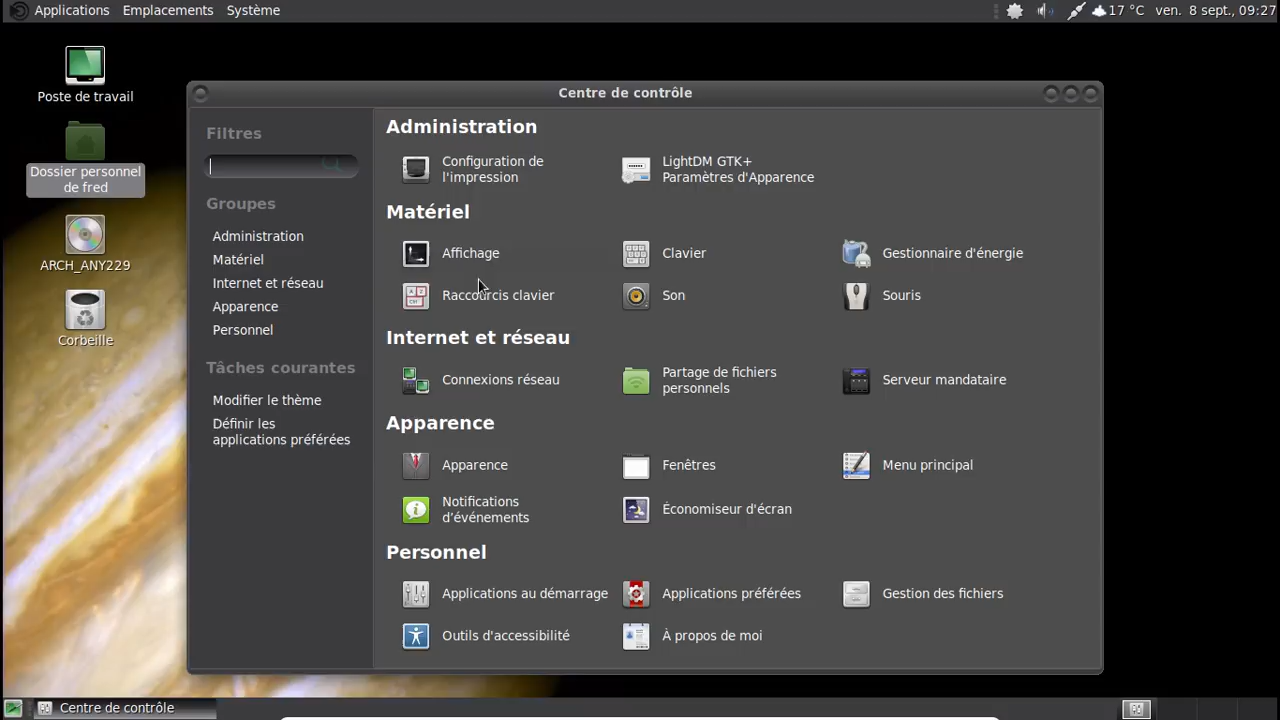 Applications Emplacements Système
17 °C ven. 8 sept., 09:27
Poste de travail
Dossier personnel
de fred
ARCH_ANY229
Corbeille
Centre de contrôle
Filtres
Groupes
Administration
Matériel
Internet et réseau
Apparence
Personnel
Tâches courantes
Modifier le thème
Définir les
applications préférées
Administration
Configuration de
l'impression
LightDM GTK+
Paramètres d'Apparence
Matériel
Affichage
Clavier
Gestionnaire d'énergie
Raccourcis clavier
Son
Souris
Internet et réseau
Connexions réseau
Partage de fichiers
personnels
Serveur mandataire
Apparence
Apparence
Fenêtres
Menu principal
Notifications
d’événements
Économiseur d'écran
Personnel
Applications au démarrage
Applications préférées
Gestion des fichiers
Outils d'accessibilité
À propos de moi
Centre de contrôle